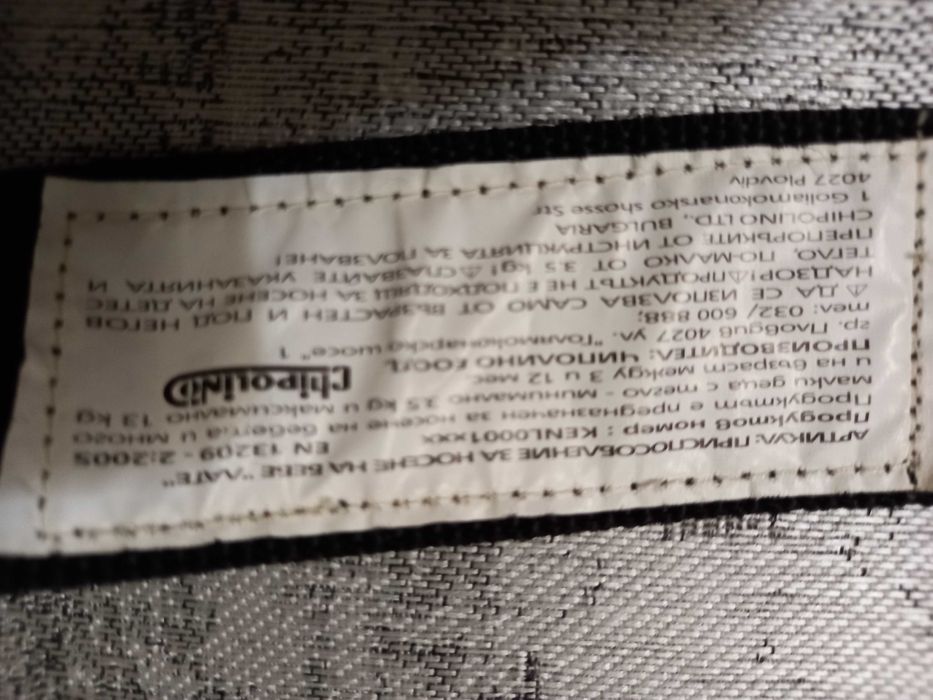 АРТИКУЛ: ПРИСПОСОБЛЕНИЕ ЗА НОСЕНЕ НА БЕБЕ "ЛАТЕ"
Продуктов номер : KENL0001xxx EN 13209 - 2:2005
Продуктът е предназначен за носене на бебета и много
малки деца с тегло - Минимално 3.5 kg и максимално 13 kg
и на възраст между 3 и 12 мес.
Chipolino
ПРОИЗВОДИТЕЛ: ЧИПОЛИНО ЕООД,
гр. Пловдив 4027 ул. "Голямоконарско шосе" 1
тел: 032/ 600 888;
⚠ ДА СЕ ИЗПОЛЗВА САМО ОТ ВЪЗРАСТЕН И ПОД НЕГОВ
НАДЗОР!⚠ПРОДУКТЪТ НЕ Е ПОДХОДЯЩ ЗА НОСЕНЕ НА ДЕТЕ С
ТЕГЛО, ПО-МАЛКО ОТ 3.5 kg!⚠СПАЗВАЙТЕ УКАЗАНИЯТА И
ПРЕПОРЪКИТЕ ОТ ИНСТРУКЦИЯТА ЗА ПОЛЗВАНЕ!
CHIPOLINO LTD., BULGARIA
1 Goliamokonarsko shosse Str
4027 Plovdiv